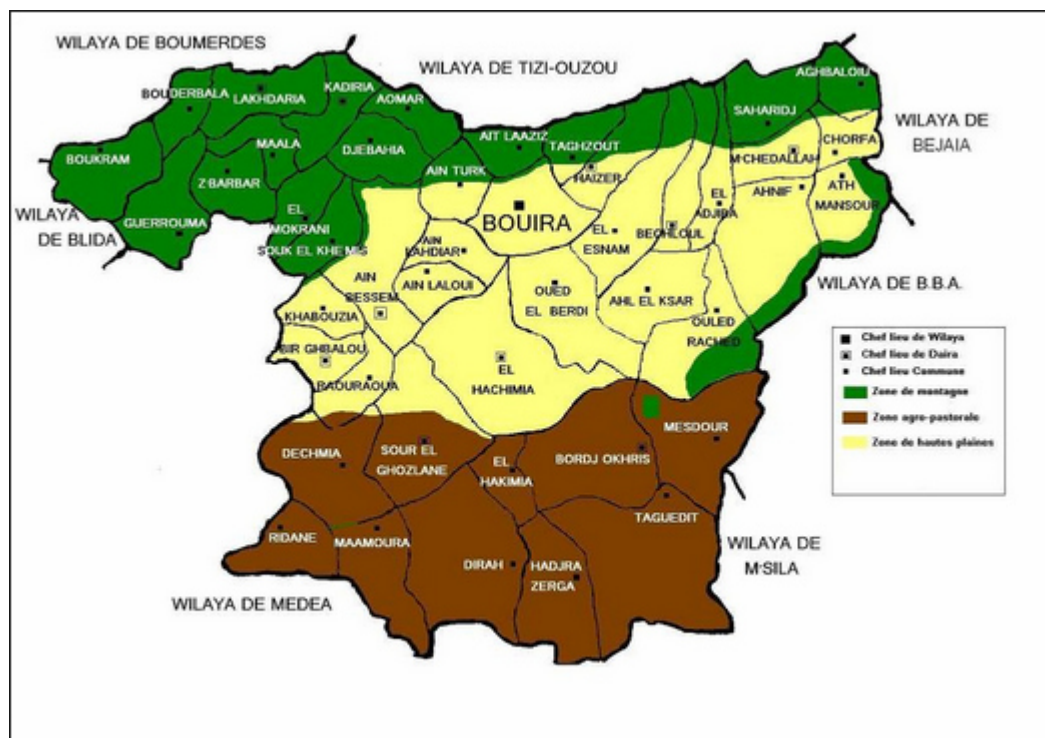 WILAYA DE BOUMERDES
WILAYA DE TIZI-OUZOU
AGHBALOIU
BOUDERBALA
LAKHDARIA
KADIRIA
AOMAR
SAHARIDJ
WILAYA DE
BEJAIA
BOUKRAM
MAALA
DJEBAHIA
AIT LAAZIZ
TAGHZOUT
HAIZER
M'CHEDALLAH
CHORFA
Z'BARBAR
AIN TURK
EL
ADJIBA
AHNIF
ATH
MANSOUR
WILAYA
DE BLIDA
GUERROUMA
EL
MOKRANI
SOUK EL KHEMIS
BOUIRA
EL
ESNAM
BECHLOUL
AIN
LAHDIAR
AIN LALOUI
AIN
BESSEM
OUED
EL BERDI
AHL EL KSAR
OULED
RACHED
WILAYA DE B.B.A.
KHABOUZIA
BIR GHBALOU
RAOURAOUA
EL
HACHIMIA
Chef lieu de Wilaya
Chef lieu de Daira
Chef lieu Commune
Zone de montagne
Zone agro-pastorale
Zone de hautes plaines
MESDOUR
DECHMIA
SOUR EL
GHOZLANE
EL
HAKIMIA
BORDJ OKHRIS
TAGUEDIT
RIDANE
MAAMOURA
DIRAH
HADJRA
ZERGA
WILAYA DE
M'SILA
WILAYA DE MEDEA